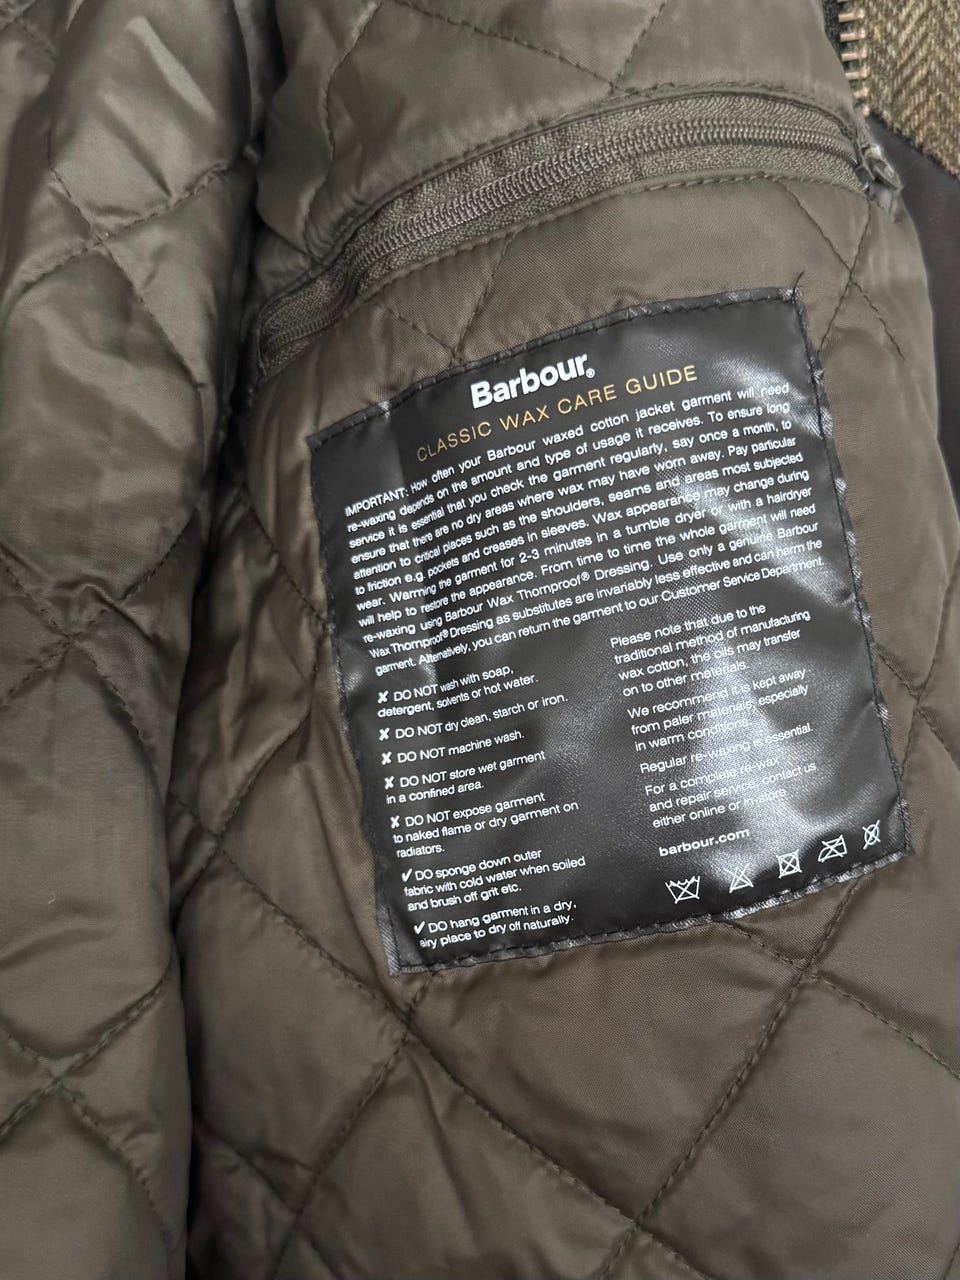 Barbour®
CLASSIC WAX CARE GUIDE
IMPORTANT: How often your Barbour waxed cotton jacket garment will need
re-waxing depends on the amount and type of usage it receives. To ensure long
service it is essential that you check the garment regularly, say once a month, to
ensure that there are no dry areas where wax may have worn away. Pay particular
attention to critical places such as the shoulders, seams and areas most subjected
to friction e.g. pockets and creases in sleeves. Wax appearance may change during
wear. Warming the garment for 2-3 minutes in a tumble dryer or with a hairdryer
will help to restore the appearance. From time to time the whole garment will need
re-waxing using Barbour Wax Thornproof® Dressing. Use only a genuine Barbour
Wax Thornproof® Dressing as substitutes are invariably less effective and can harm the
garment. Alternatively, you can return the garment to our Customer Service Department.
✘ DO NOT wash with soap,
detergent, solvents or hot water.
✘ DO NOT dry clean, starch or iron.
✘ DO NOT machine wash.
✘ DO NOT store wet garment
in a confined area.
✘ DO NOT expose garment
to naked flame or dry garment on
radiators.
✔ DO sponge down outer
fabric with cold water when soiled
and brush off grit etc.
✔ DO hang garment in a dry,
airy place to dry off naturally.
Please note that due to the
traditional method of manufacturing
wax cotton, the oils may transfer
on to other materials.
We recommend it is kept away
from paler materials, especially
in warm conditions.
Regular re-waxing is essential.
For a complete re-wax
and repair service, contact us
either online or in-store
barbour.com